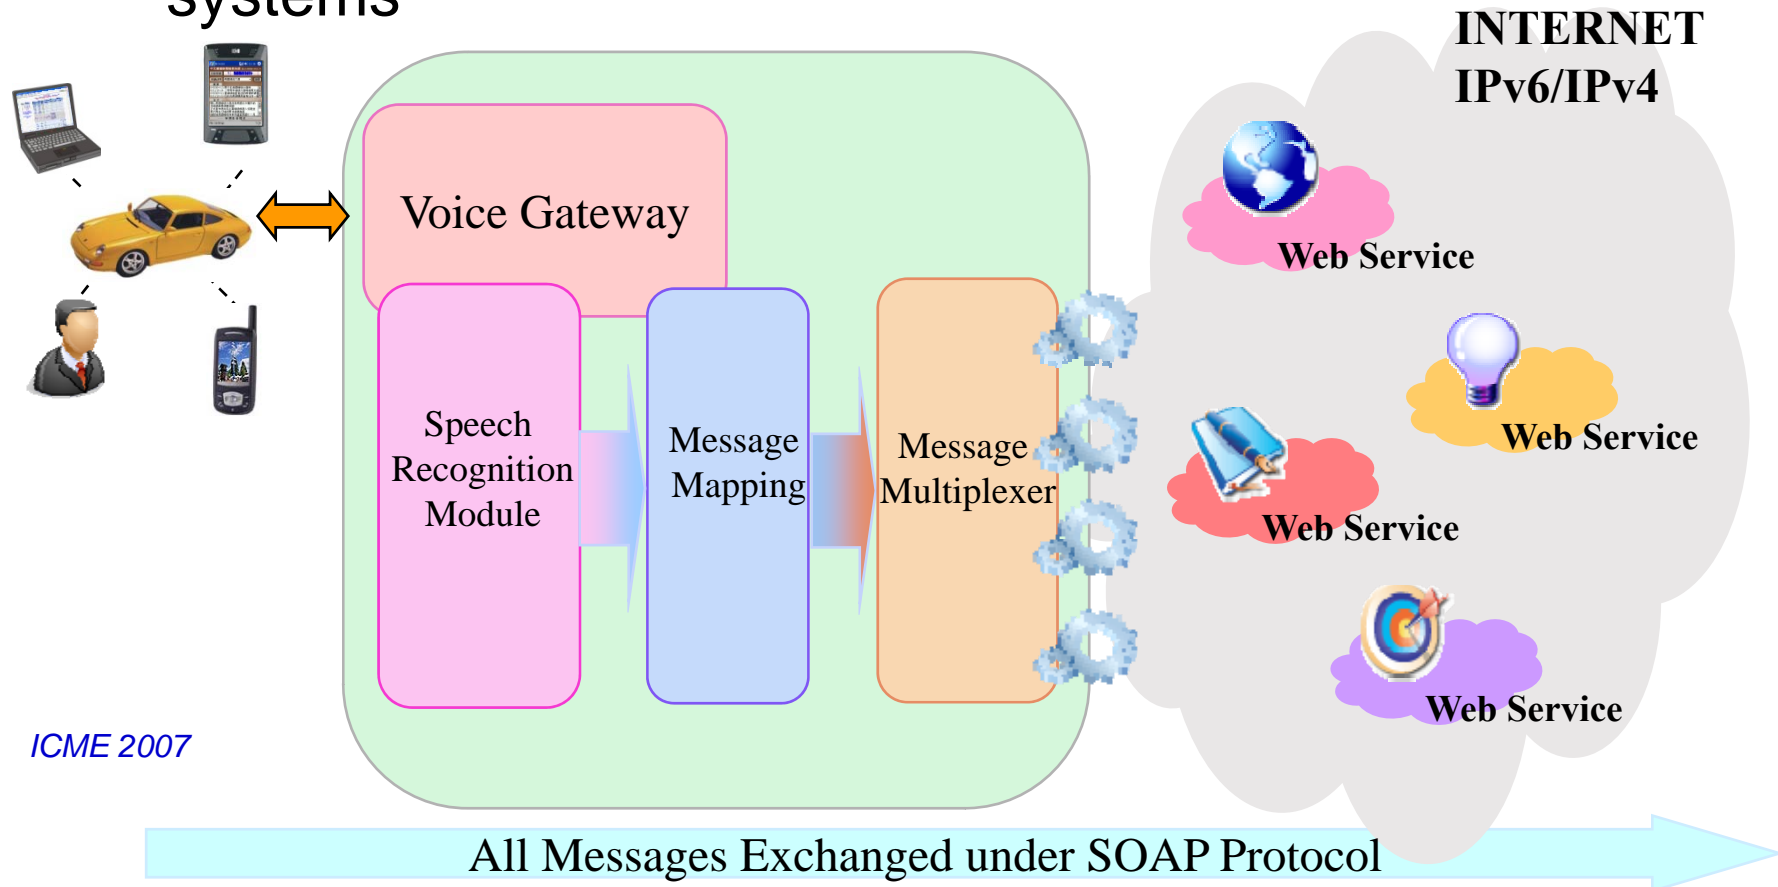 systems
INTERNET
IPv6/IPv4
Voice Gateway
Web Service
Speech
Recognition
Module
Message
Mapping
Message
Multiplexer
Web Service
Web Service
Web Service
ICME 2007
All Messages Exchanged under SOAP Protocol